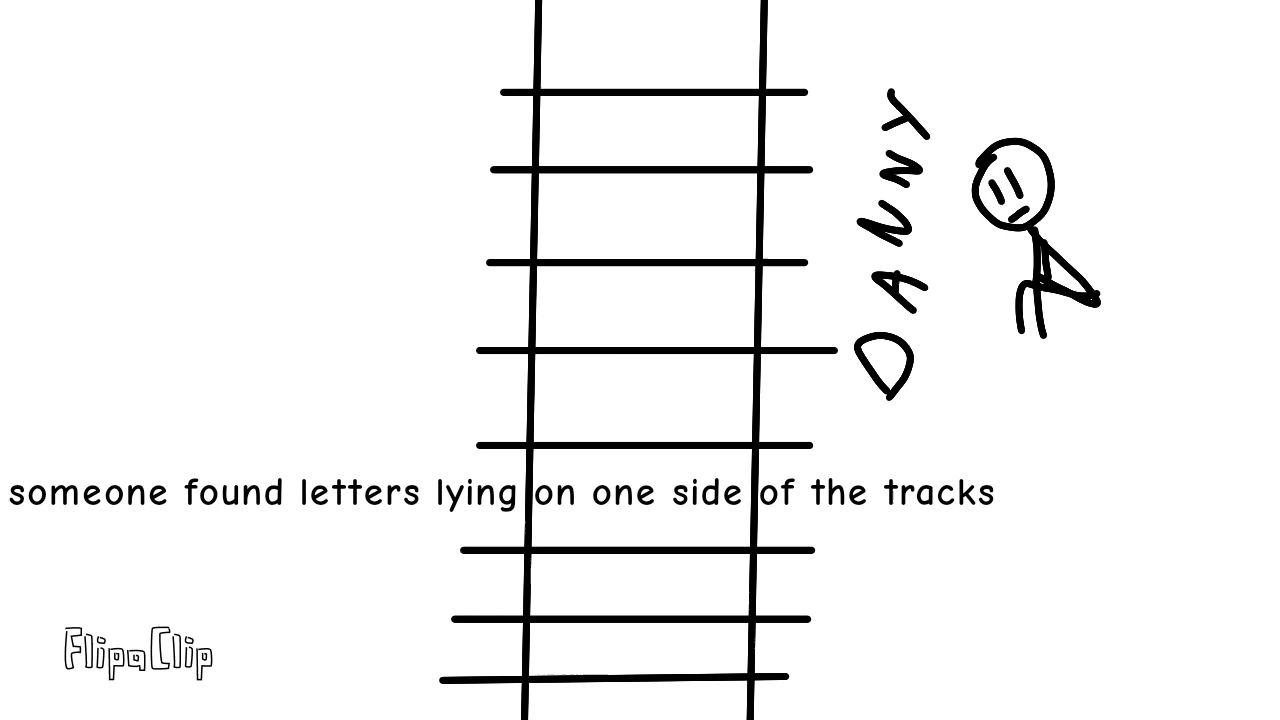 DANNY
someone found letters lying on one side of the tracks
FlipaClip